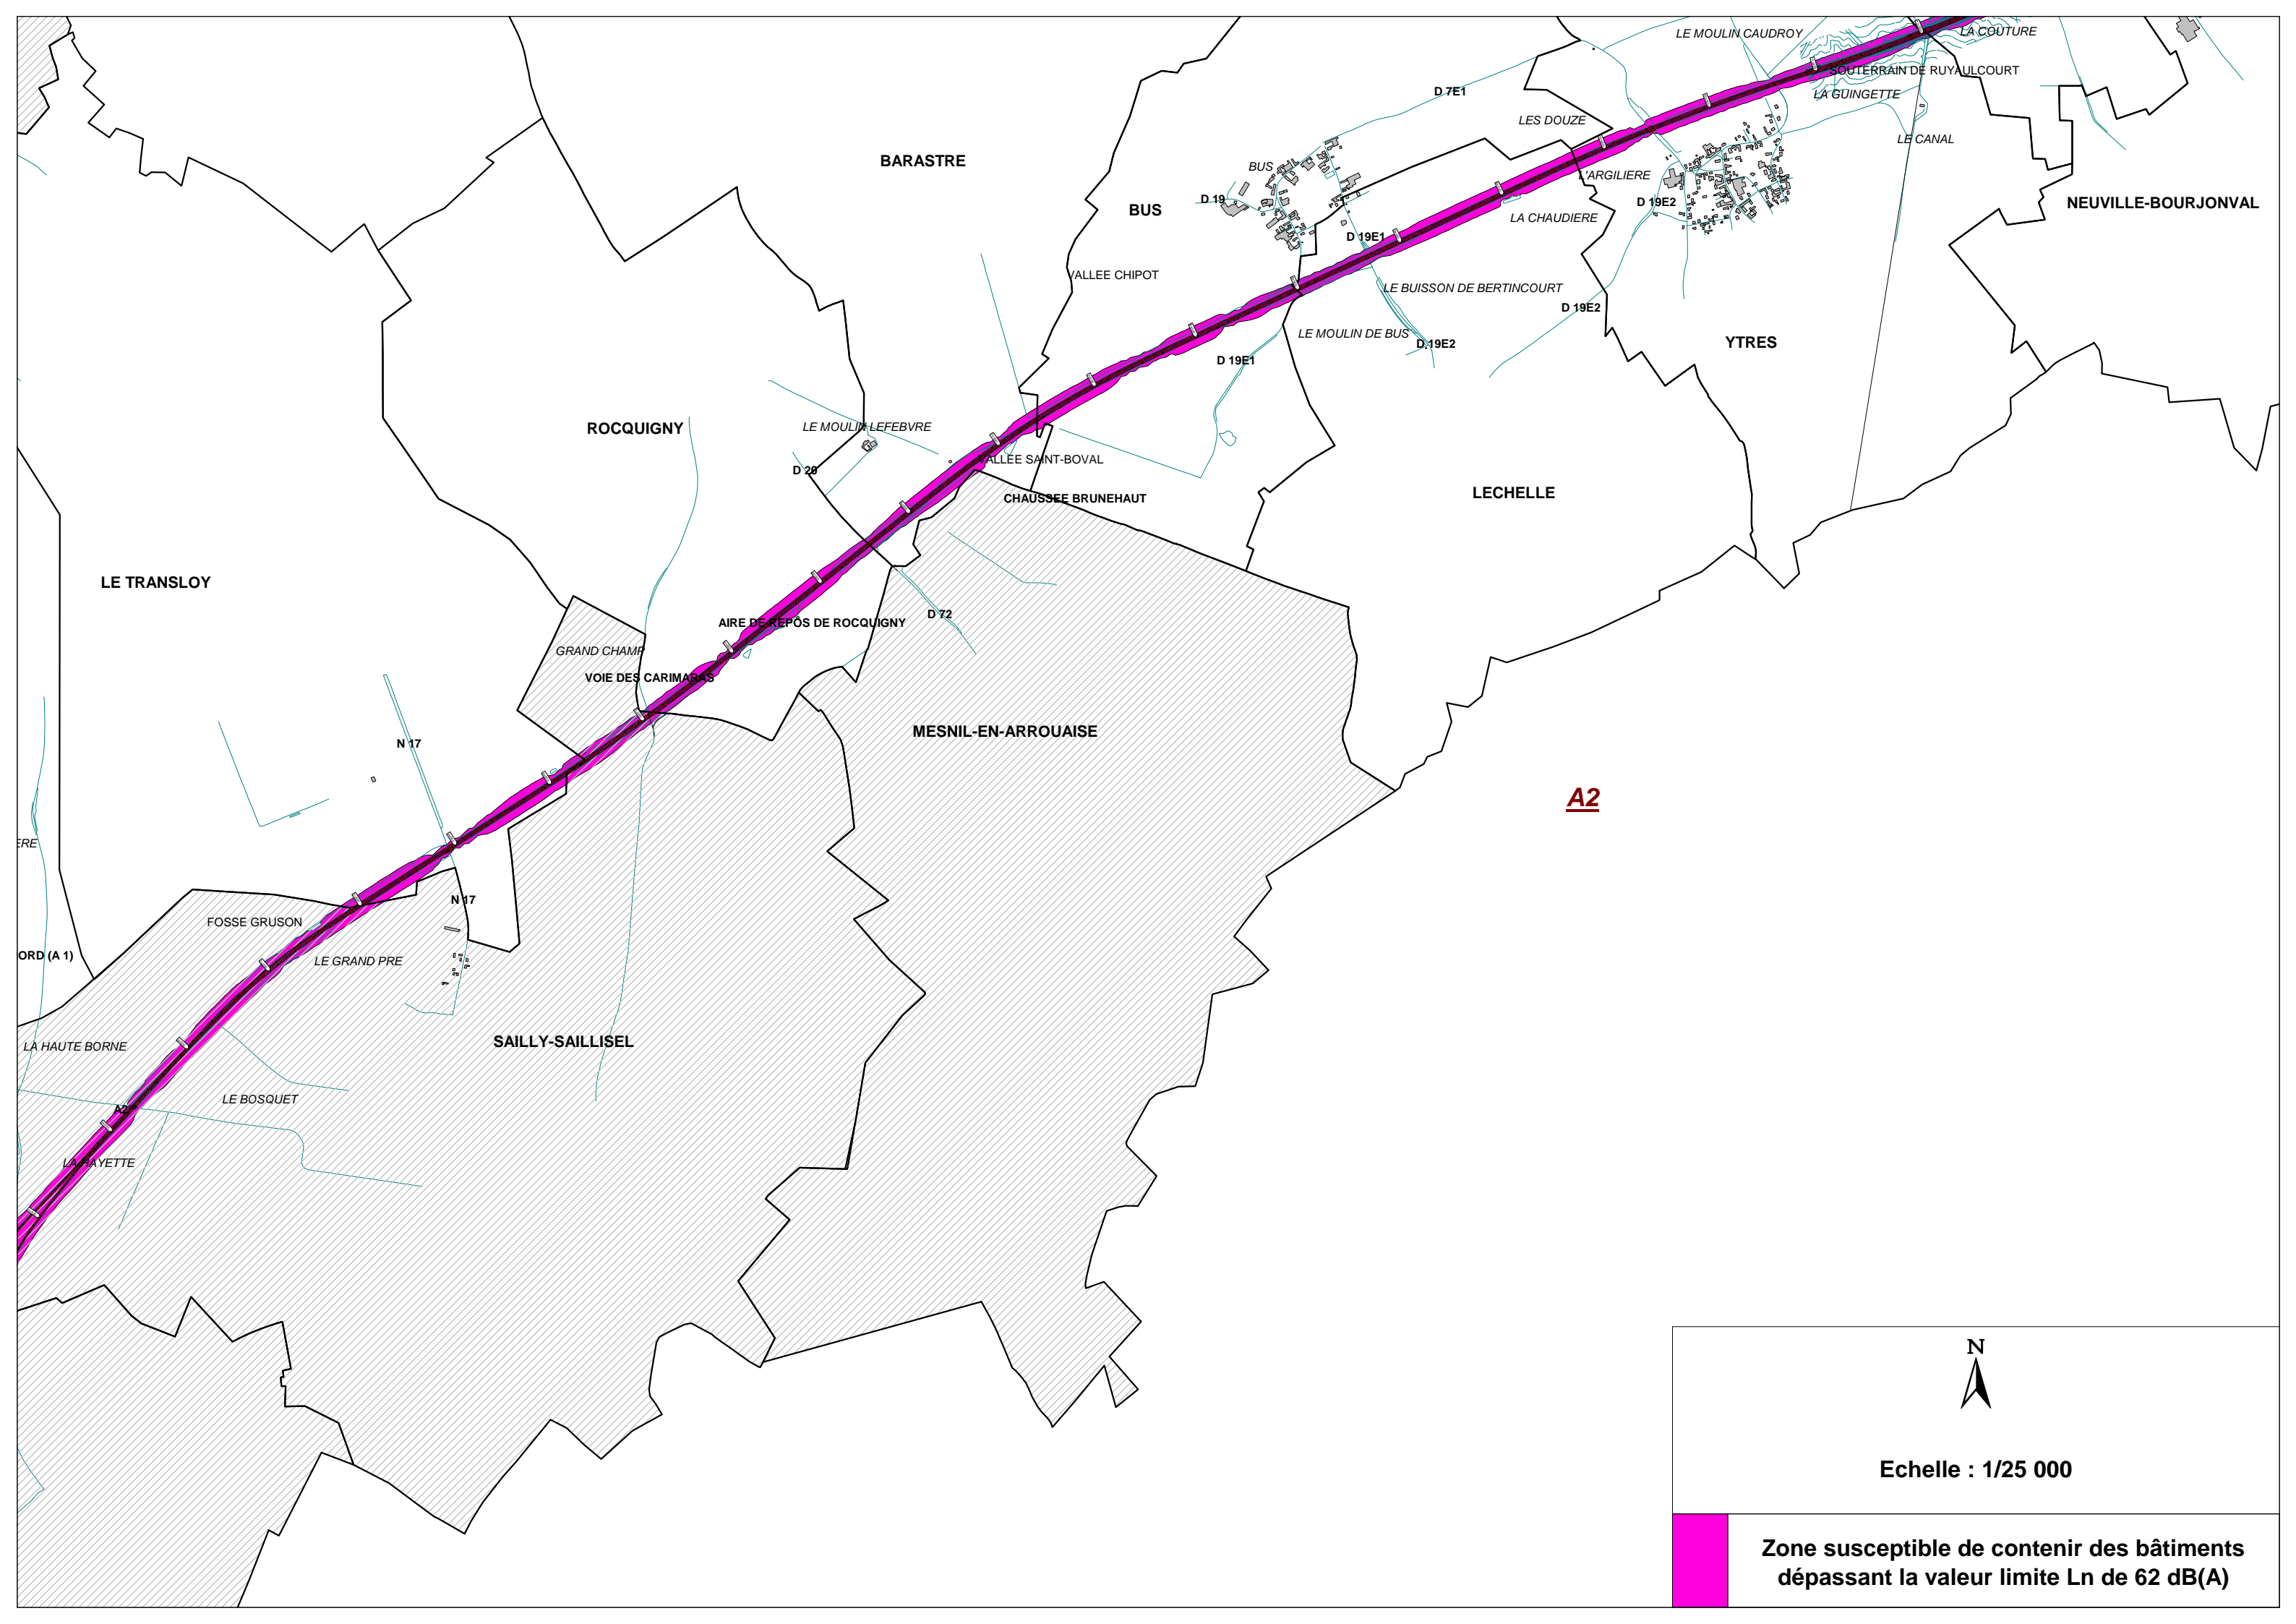 LE MOULIN CAUDROY
LA COUTURE
SOUTERRAIN DE RUYAULCOURT
D 7E1
LA GUINGETTE
LES DOUZE
LE CANAL
BARASTRE
BUS
L'ARGILIERE
D 19
D 19E2
NEUVILLE-BOURJONVAL
BUS
LA CHAUDIERE
D 19E1
VALLEE CHIPOT
LE BUISSON DE BERTINCOURT
D 19E2
LE MOULIN DE BUS
D 19E2
YTRES
D 19E1
ROCQUIGNY
LE MOULIN LEFEBVRE
VALLEE SAINT-BOVAL
D 20
CHAUSSEE BRUNEHAUT
LECHELLE
LE TRANSLOY
D 72
AIRE DE REPOS DE ROCQUIGNY
GRAND CHAMP
VOIE DES CARIMARAS
MESNIL-EN-ARROUAISE
N 17
A2
ERE
N 17
FOSSE GRUSON
ORD (A 1)
LE GRAND PRE
SAILLY-SAILLISEL
LA HAUTE BORNE
LE BOSQUET
A2
LA HAYETTE
N
Echelle : 1/25 000
Zone susceptible de contenir des bâtiments
dépassant la valeur limite Ln de 62 dB(A)